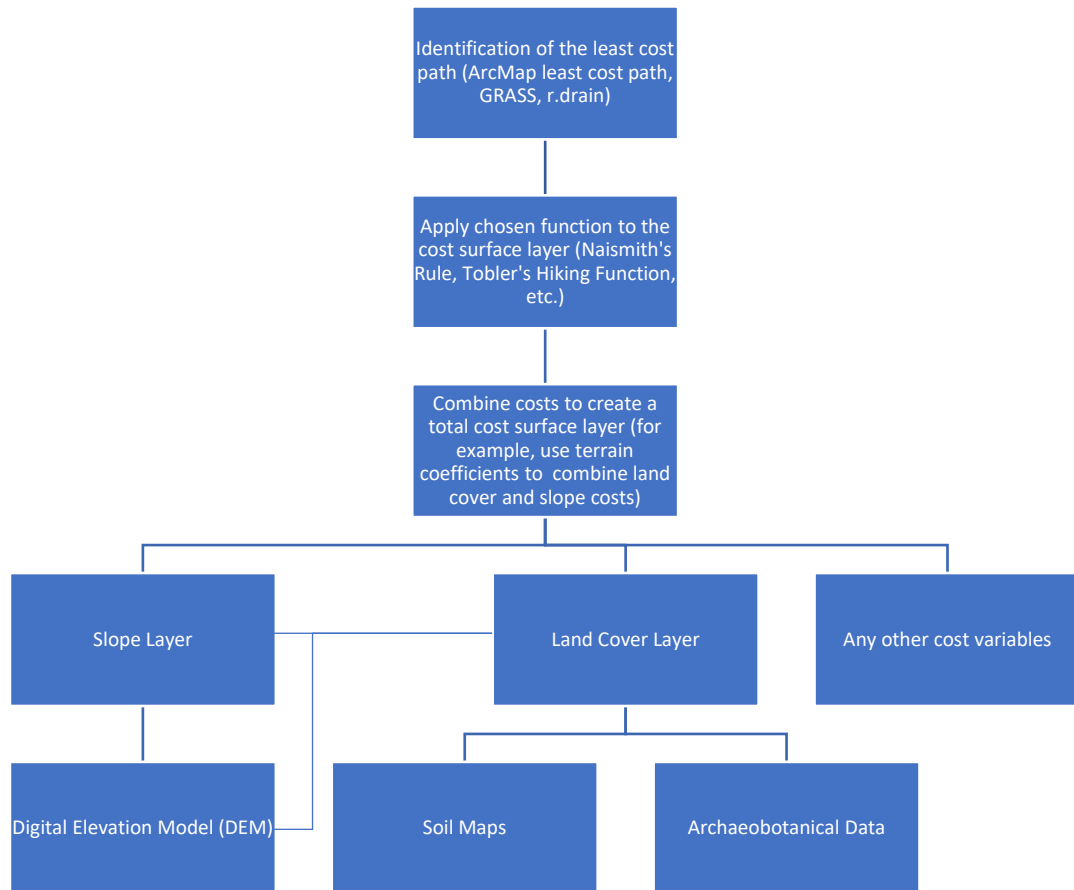 Identification of the least cost
path (ArcMap least cost path,
GRASS, r.drain)
Apply chosen function to the
cost surface layer (Naismith's
Rule, Tobler's Hiking Function,
etc.)
Combine costs to create a
total cost surface layer (for
example, use terrain
coefficients to  combine land
cover and slope costs)
Slope Layer
Land Cover Layer
Any other cost variables
Digital Elevation Model (DEM)
Soil Maps
Archaeobotanical Data